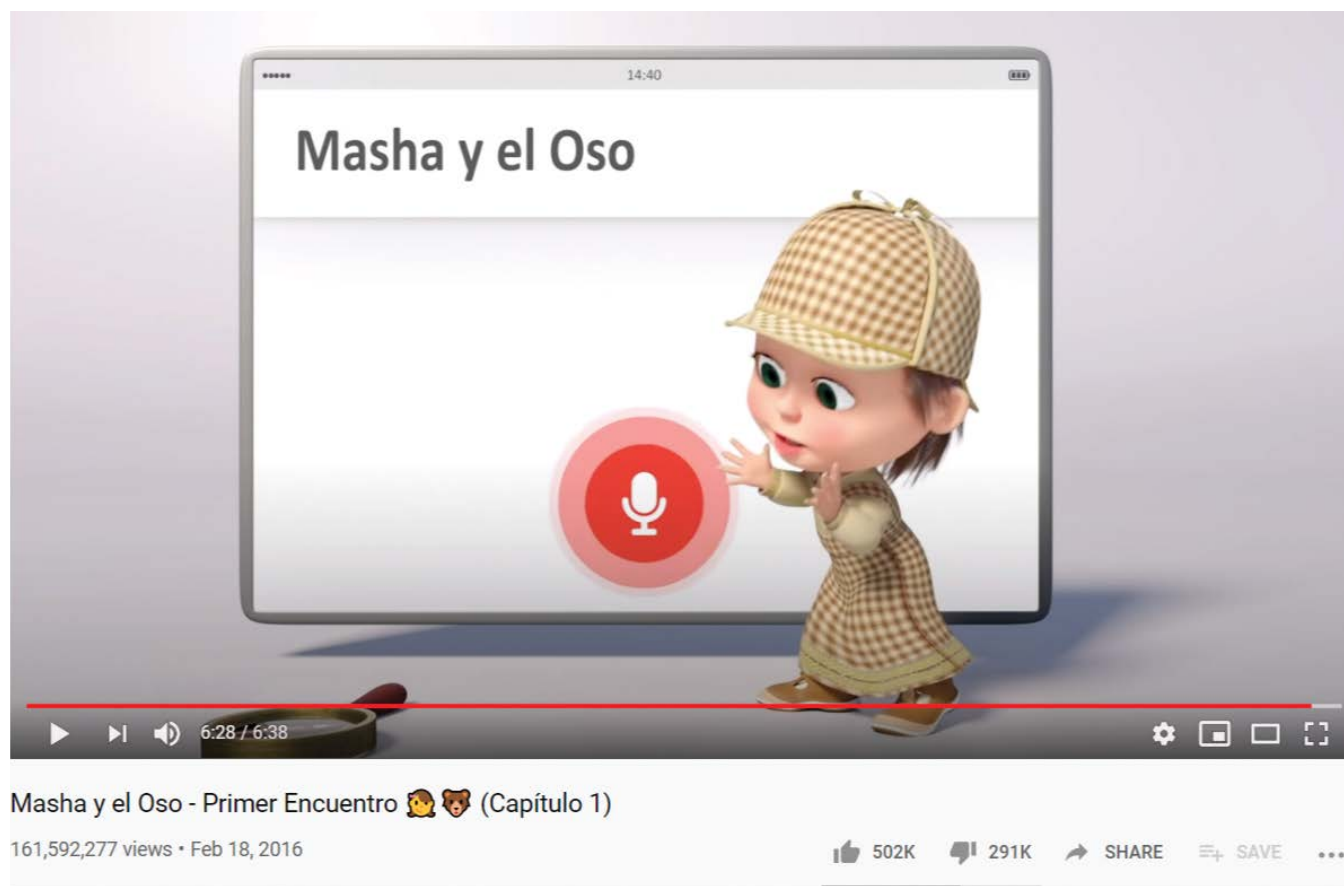 14:40
Masha y el Oso
6:28 / 6:38
Masha y el Oso - Primer Encuentro 👧🐻 (Capítulo 1)
161,592,277 views • Feb 18, 2016
502K 291K SHARE SAVE